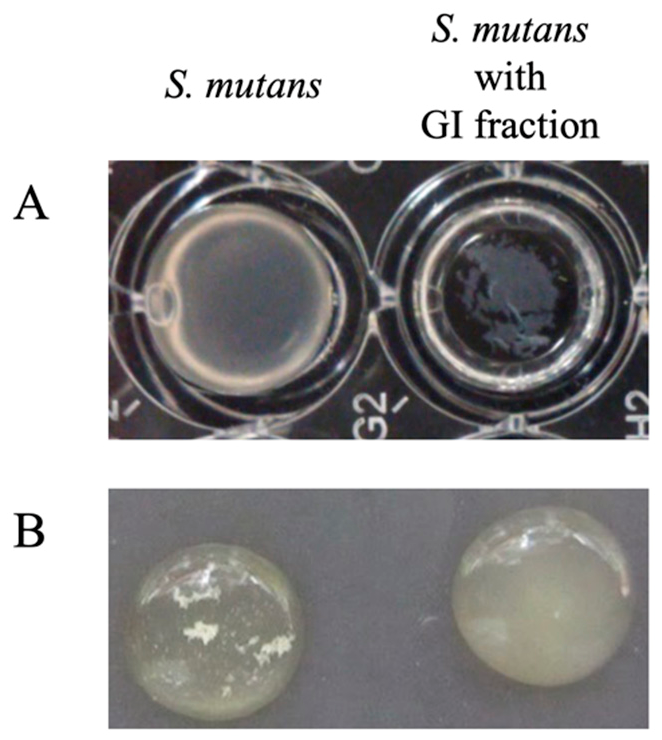 S. mutans
S. mutans
with
GI fraction
A
G2
H2
B